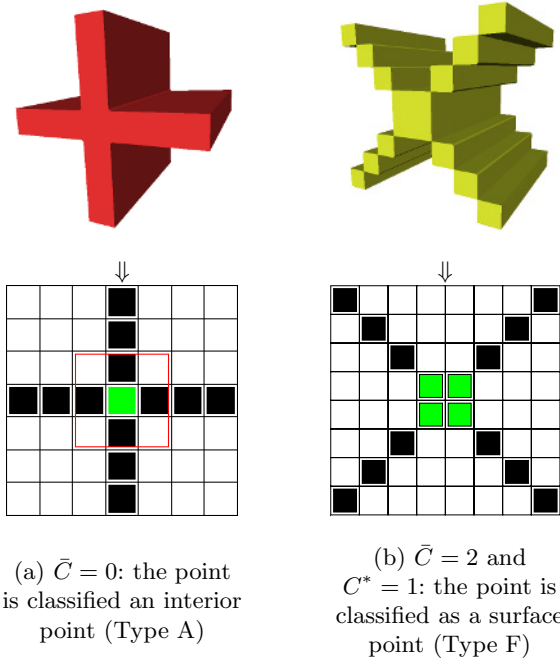 ⇓
⇓
(a) C̄ = 0: the point
is classified an interior
point (Type A)
(b) C̄ = 2 and
C* = 1: the point is
classified as a surface
point (Type F)